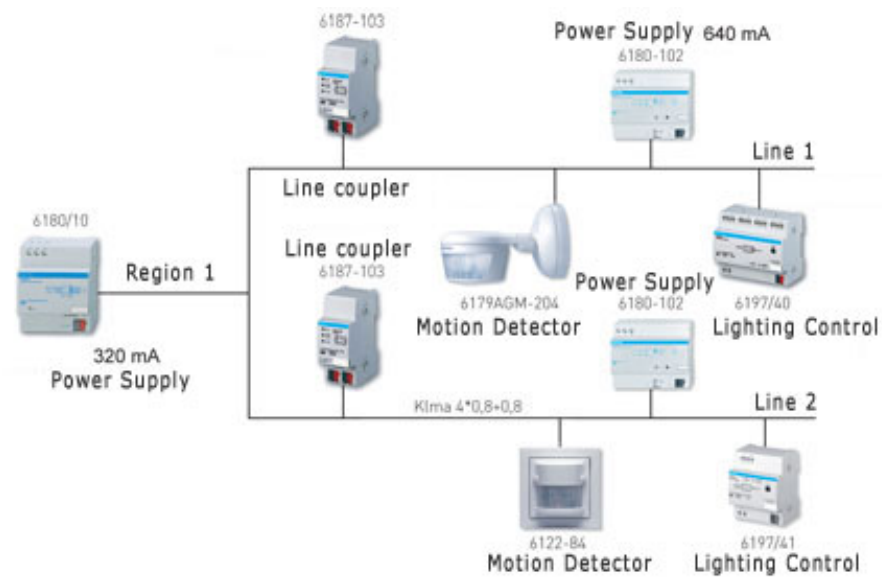 6187-103
Power Supply 640 mA
6180-102
Line 1
Line coupler
6180/10
Region 1
320 mA
Power Supply
Line coupler
6187-103
6179AGM-204
Motion Detector
Power Supply
6180-102
6197/40
Lighting Control
Klma 4*0,8+0,8
Line 2
6122-84
Motion Detector
6197/41
Lighting Control